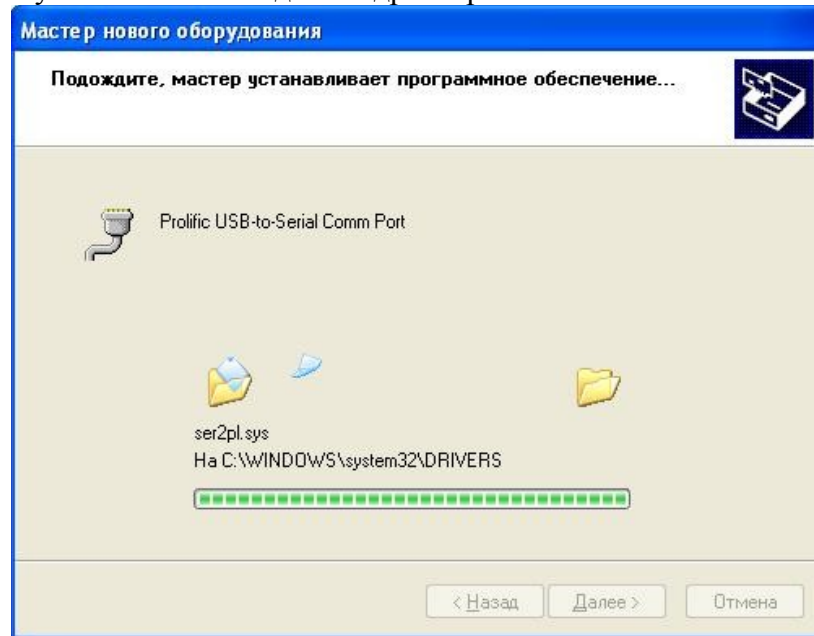 Мастер нового оборудования
Подождите, мастер устанавливает программное обеспечение...
Prolific USB-to-Serial Comm Port
ser2pl.sys
На C:\WINDOWS\system32\DRIVERS
< Назад Далее > Отмена